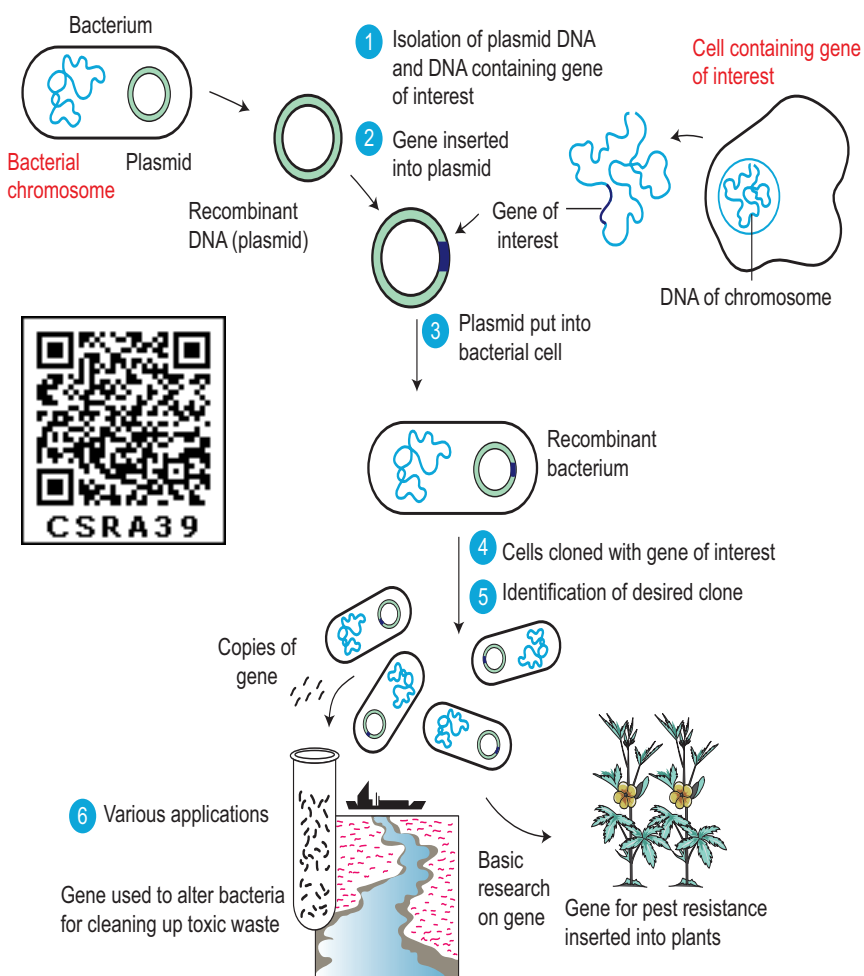 Bacterium
Bacterial
chromosome
Plasmid
1 Isolation of plasmid DNA
and DNA containing gene
of interest
2 Gene inserted
into plasmid
Cell containing gene
of interest
Recombinant
DNA (plasmid)
Gene of
interest
DNA of chromosome
3 Plasmid put into
bacterial cell
CSRA39
Recombinant
bacterium
4 Cells cloned with gene of interest
5 Identification of desired clone
Copies of
gene
6 Various applications
Gene used to alter bacteria
for cleaning up toxic waste
Basic
research
on gene
Gene for pest resistance
inserted into plants